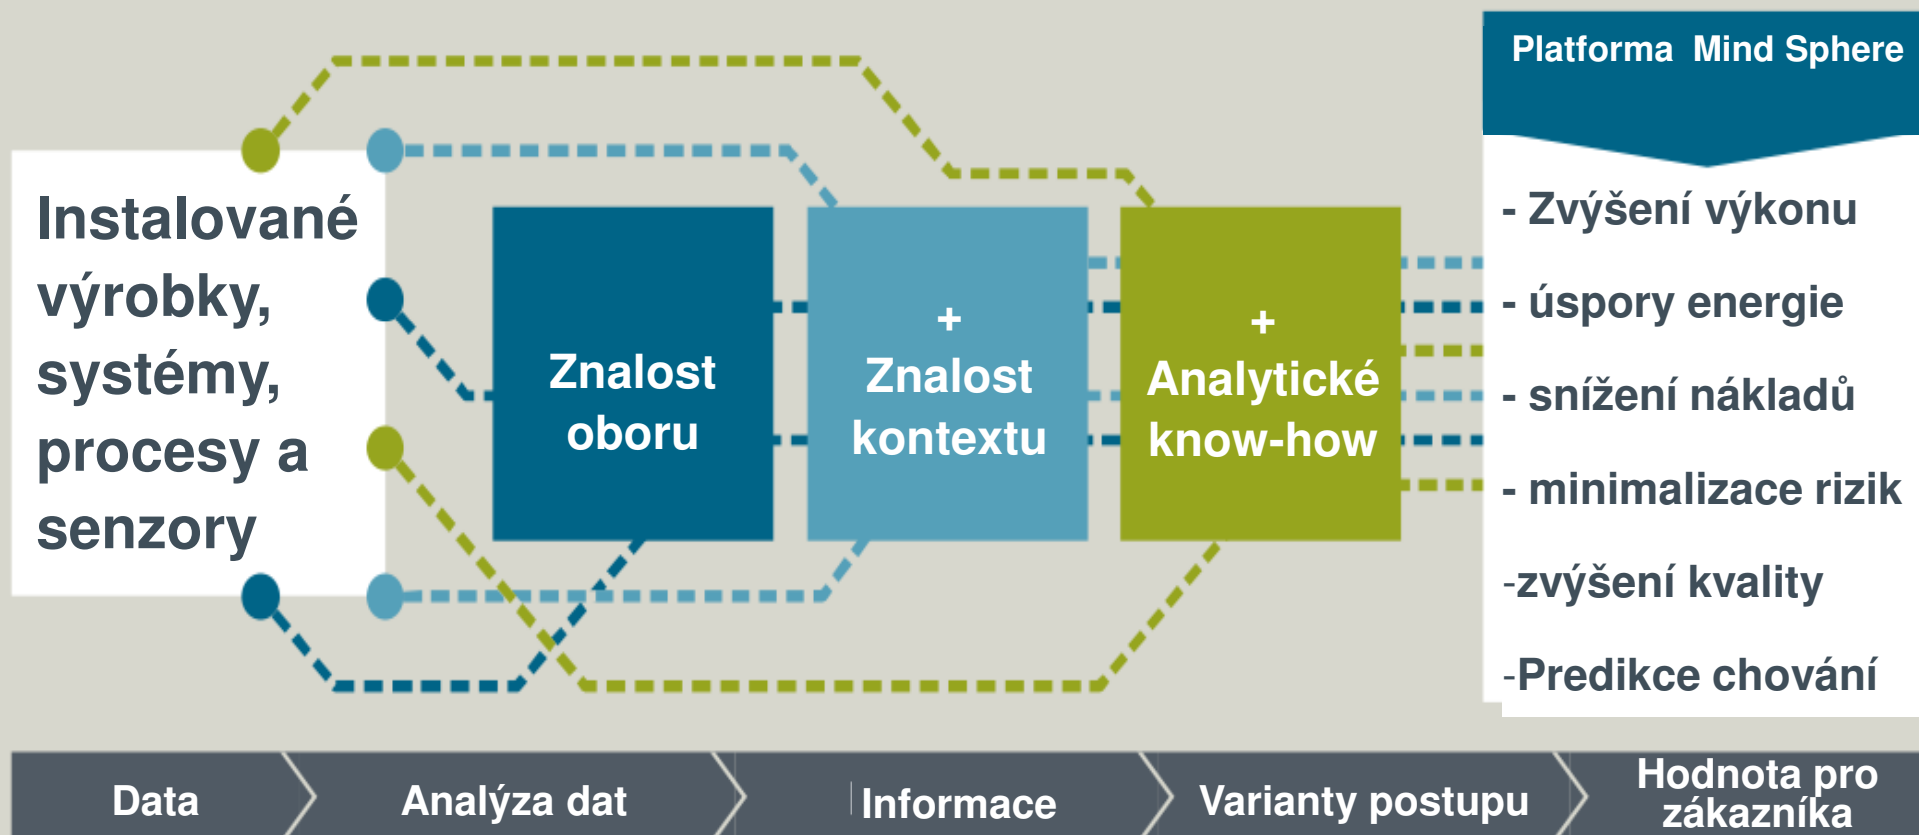 Platforma Mind Sphere
Instalované
výrobky,
systémy,
procesy a
senzory
Znalost
oboru
+
Znalost
kontextu
+
Analytické
know-how
- Zvýšení výkonu
- úspory energie
- snížení nákladů
- minimalizace rizik
-zvýšení kvality
-Predikce chování
Data
Analýza dat
Informace
Varianty postupu
Hodnota pro
zákazníka